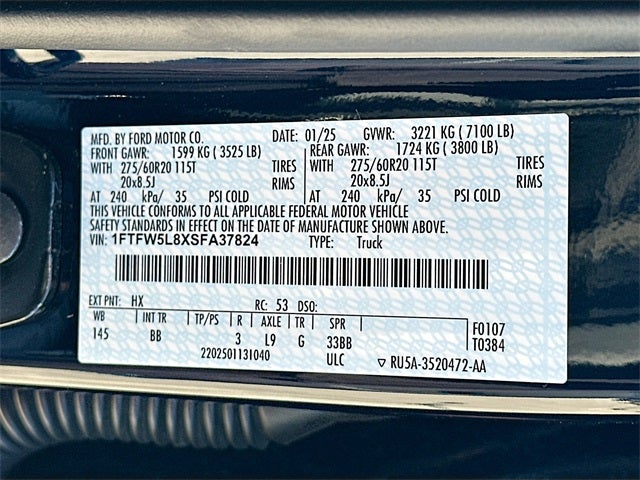 MFD. BY FORD MOTOR CO. DATE: 01/25 GVWR: 3221 KG ( 7100 LB)
FRONT GAWR: 1599 KG ( 3525 LB) REAR GAWR: 1724 KG ( 3800 LB)
WITH 275/60R20 115T TIRES WITH 275/60R20 115T TIRES
20x8.5J RIMS 20x8.5J RIMS
AT 240 kPa/ 35 PSI COLD AT 240 kPa/ 35 PSI COLD
THIS VEHICLE CONFORMS TO ALL APPLICABLE FEDERAL MOTOR VEHICLE
SAFETY STANDARDS IN EFFECT ON THE DATE OF MANUFACTURE SHOWN ABOVE.
VIN: 1FTFW5L8XSFA37824 TYPE: Truck
EXT PNT: HX RC: 53 DSO:
WB INT TR TP/PS R AXLE TR SPR F0107
145 BB 3 L9 G 33BB T0384
2202501131040 ULC ▽ RU5A-3520472-AA